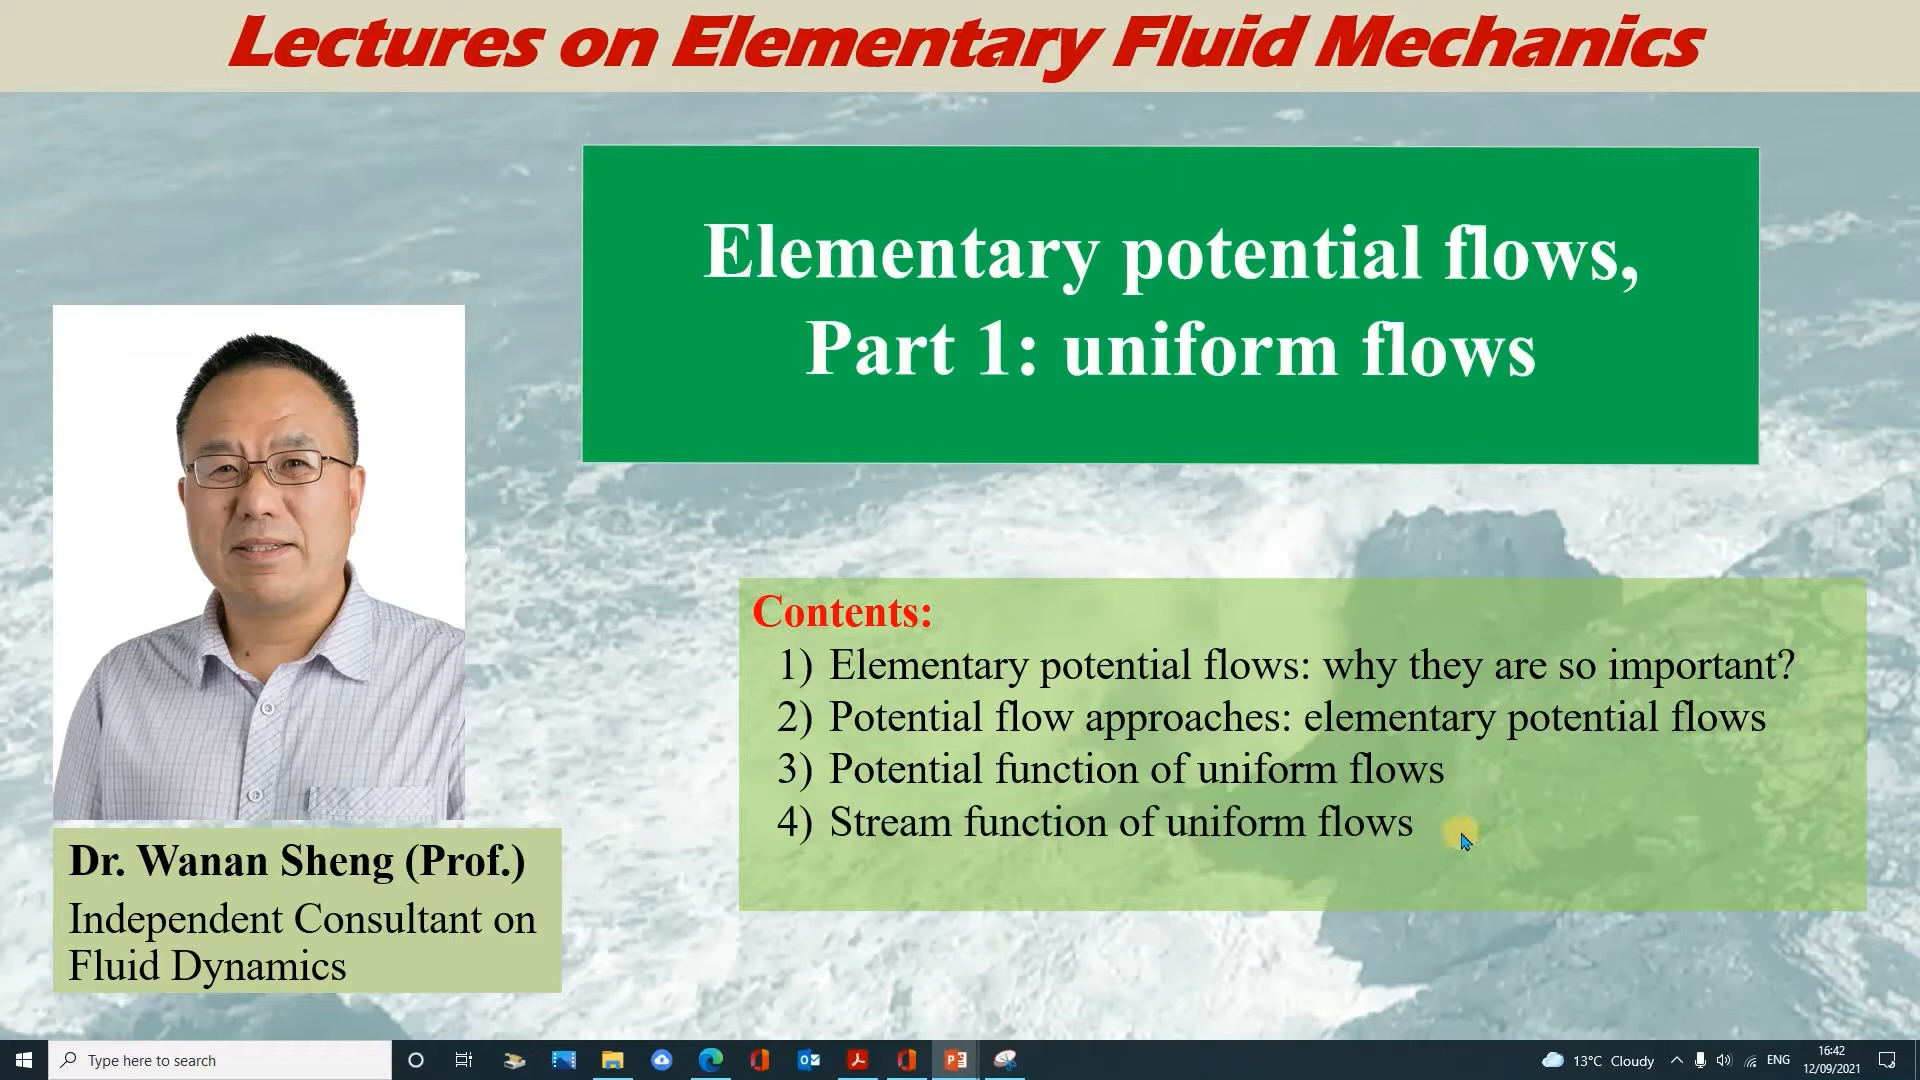 Lectures on Elementary Fluid Mechanics
Elementary potential flows,
Part 1: uniform flows
Contents:
1) Elementary potential flows: why they are so important?
2) Potential flow approaches: elementary potential flows
3) Potential function of uniform flows
4) Stream function of uniform flows
Dr. Wanan Sheng (Prof.)
Independent Consultant on
Fluid Dynamics
Type here to search
13°C Cloudy
ENG
16:42
12/09/2021